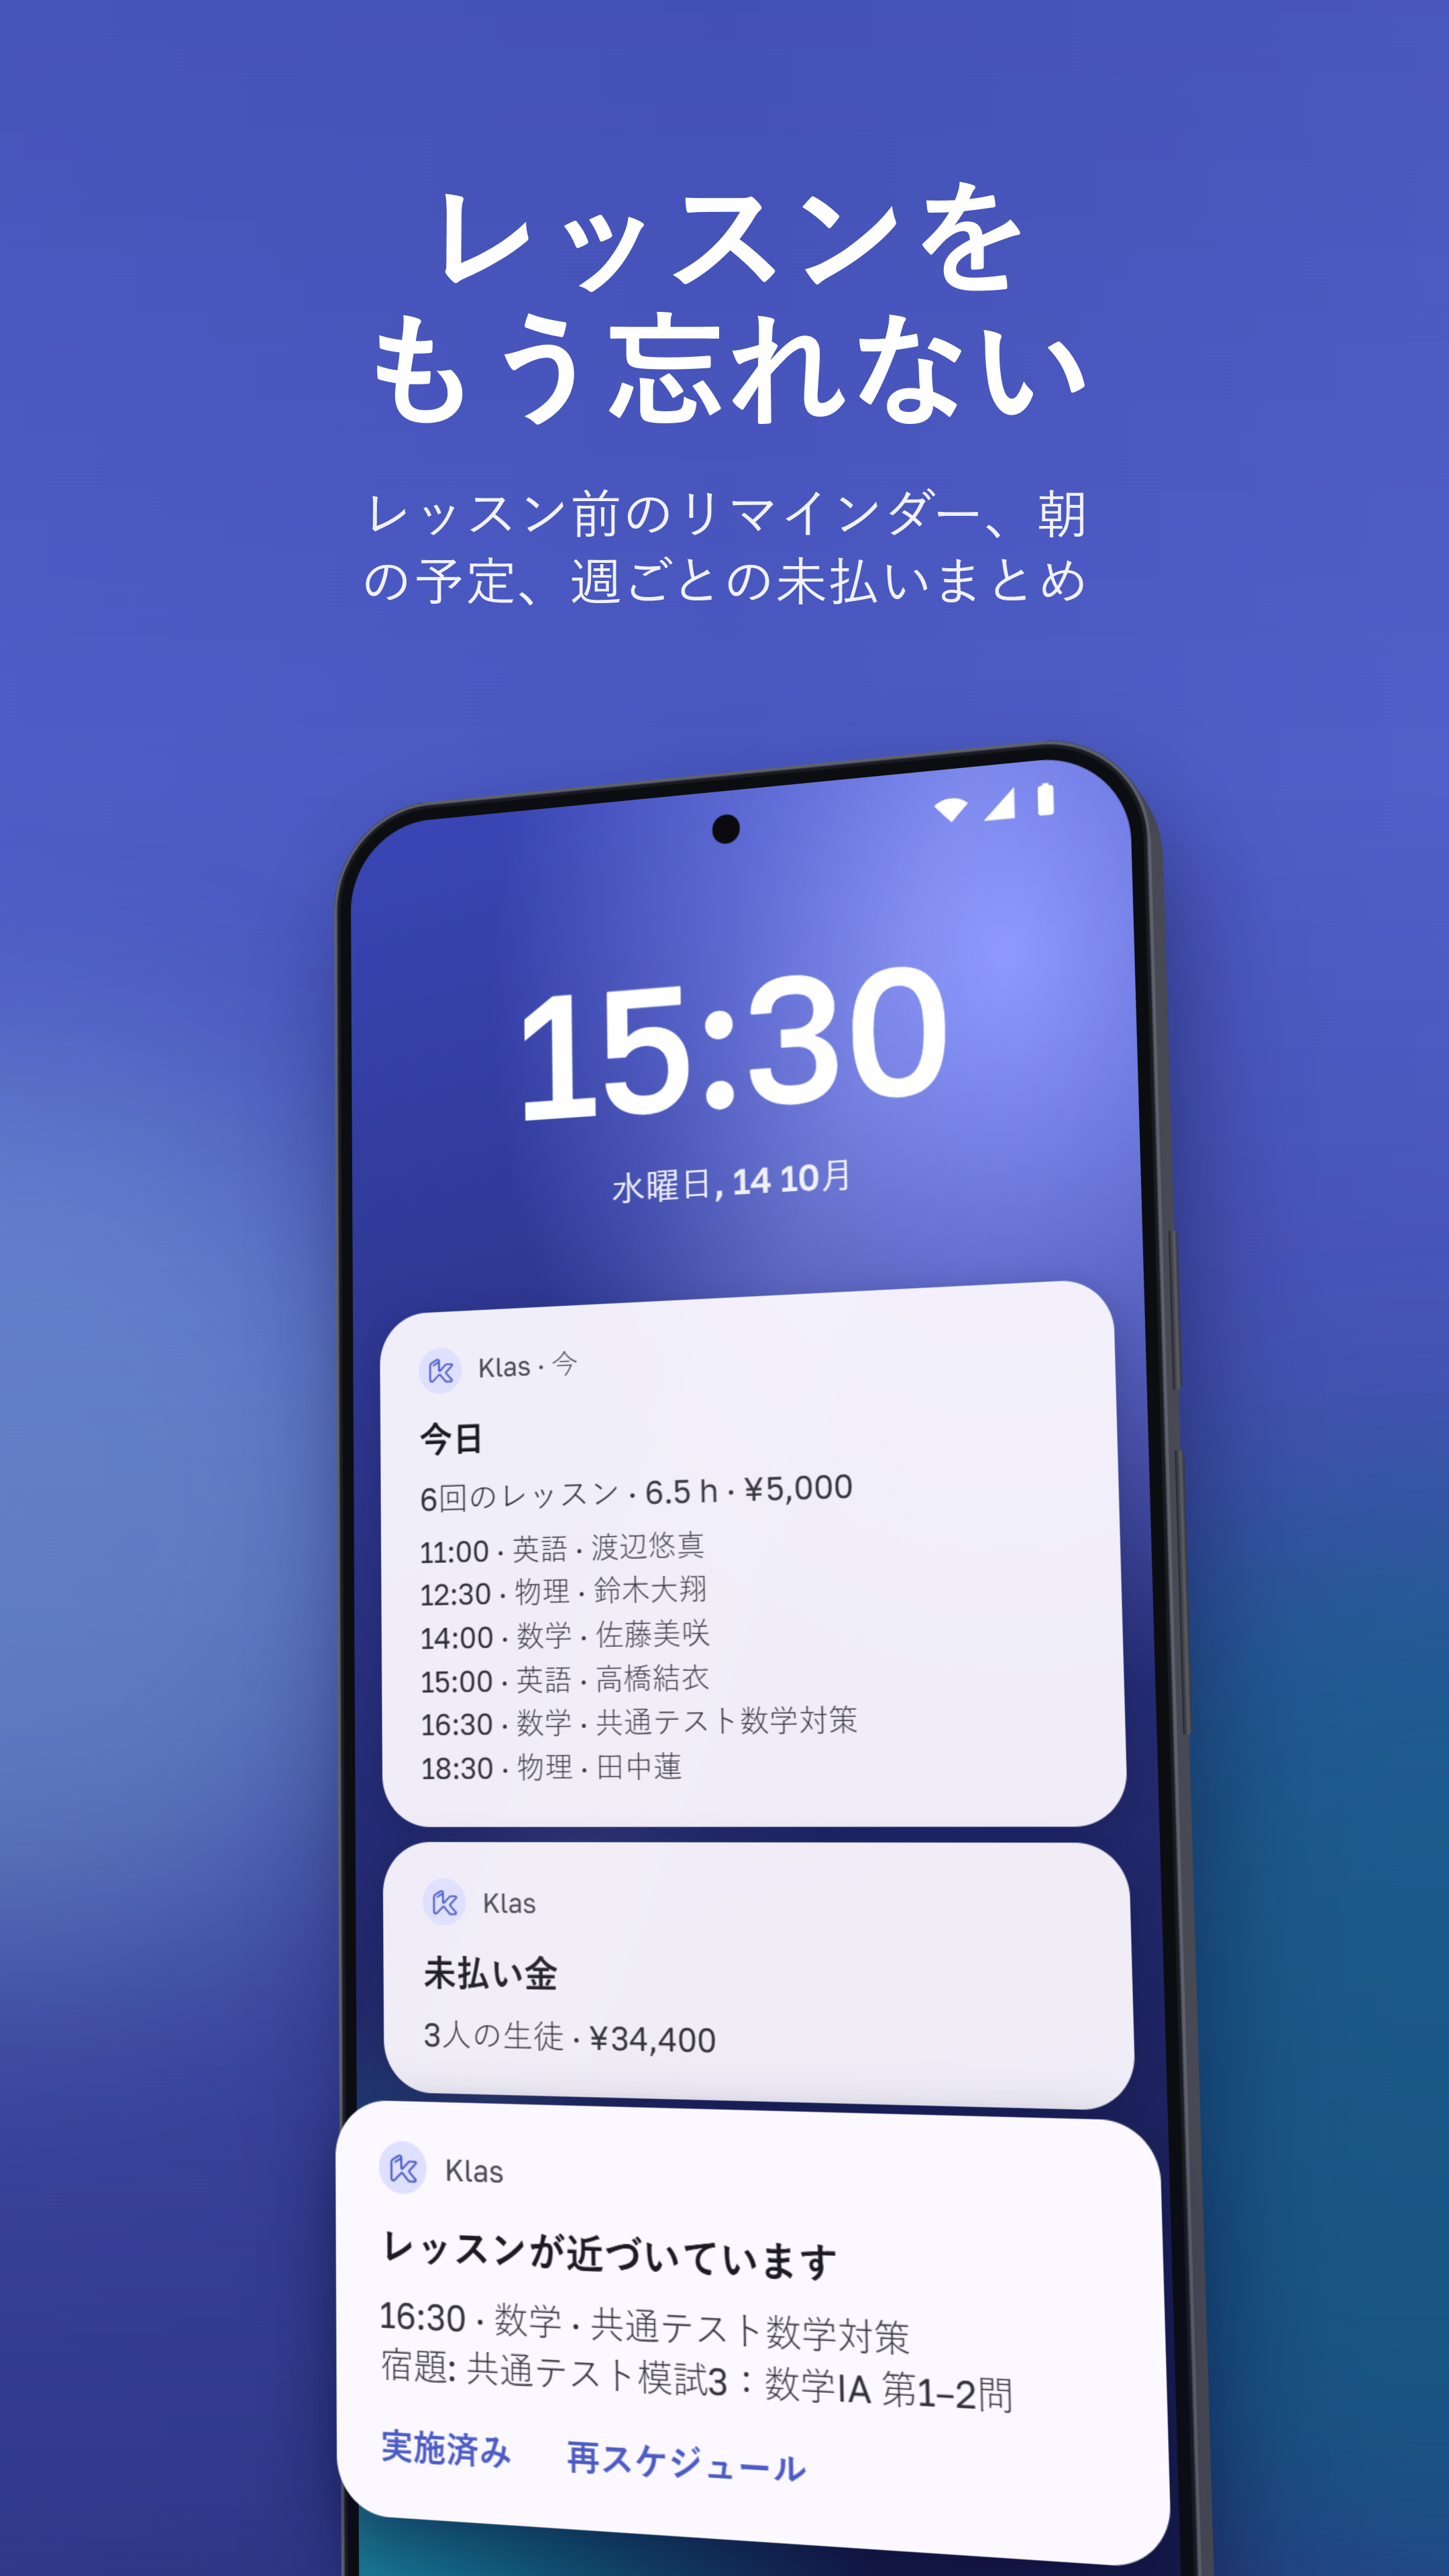 レッスンを
もう忘れない
レッスン前のリマインダー、朝
の予定、週ごとの未払いまとめ
15:30
水曜日, 14 10月
Klas · 今
今日
6回のレッスン · 6.5 h · ¥5,000
11:00 · 英語 · 渡辺悠真
12:30 · 物理 · 鈴木大翔
14:00 · 数学 · 佐藤美咲
15:00 · 英語 · 高橋結衣
16:30 · 数学 · 共通テスト数学対策
18:30 · 物理 · 田中蓮
Klas
未払い金
3人の生徒 · ¥34,400
Klas
レッスンが近づいています
16:30 · 数学 · 共通テスト数学対策
宿題: 共通テスト模試3：数学IA 第1–2問
実施済み 再スケジュール